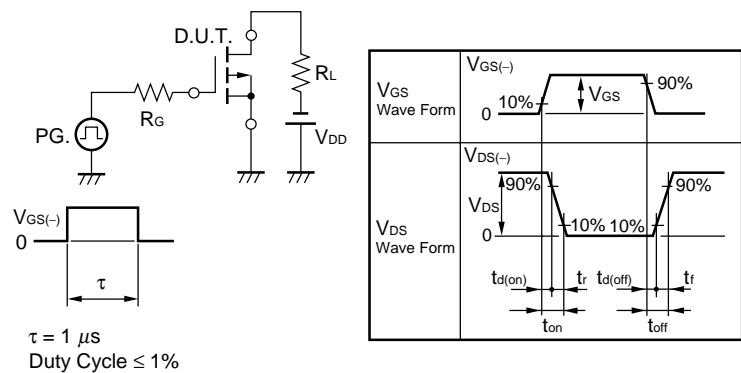 D.U.T.
RL
RG
PG.
VDD
VGS(−)
0
τ
τ = 1 μs
Duty Cycle ≤ 1%
VGS
Wave Form
VGS(−)
10%
0
VGS
90%
VDS
Wave Form
VDS(−)
90%
VDS
0
10%
10%
90%
td(on)
tr
td(off)
tf
ton
toff